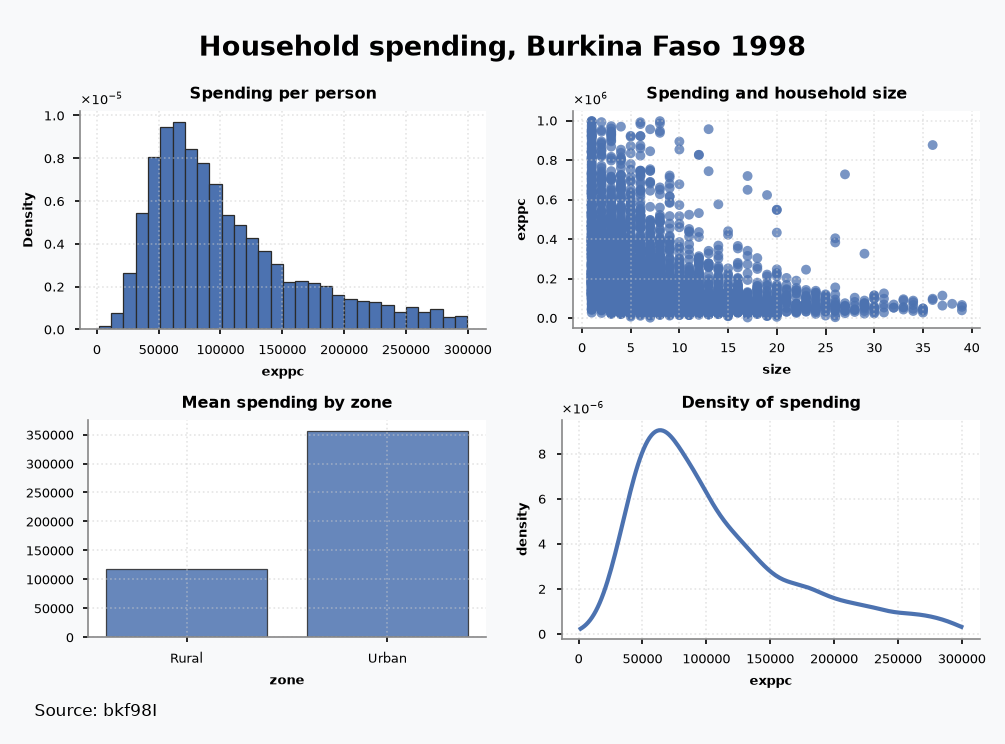 Household spending, Burkina Faso 1998
Spending per person
×10⁻⁵
1.0
0.8
0.6
0.4
0.2
0.0
Density
0 50000 100000 150000 200000 250000 300000
exppc
Spending and household size
×10⁶
1.0
0.8
0.6
0.4
0.2
0.0
exppc
0 5 10 15 20 25 30 35 40
size
Mean spending by zone
350000
300000
250000
200000
150000
100000
50000
0
Rural Urban
zone
Density of spending
×10⁻⁶
8
6
4
2
0
density
0 50000 100000 150000 200000 250000 300000
exppc
Source: bkf98I